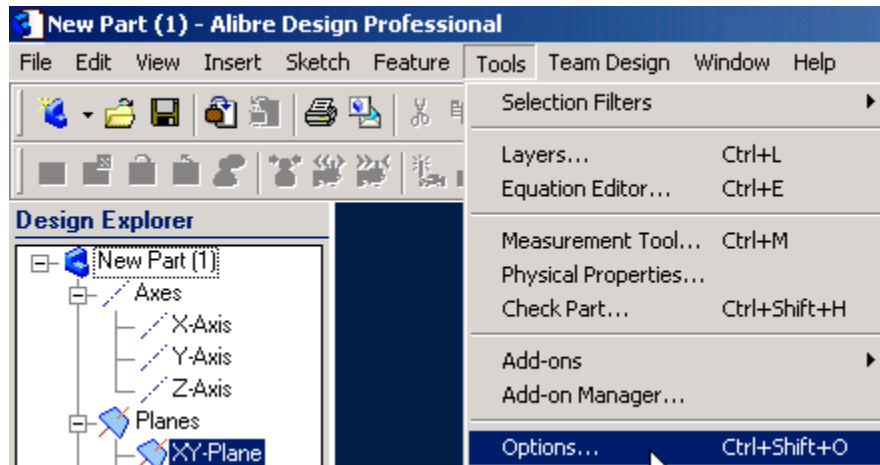 New Part (1) - Alibre Design Professional
File Edit View Insert Sketch Feature Tools Team Design Window Help
Selection Filters
Layers... Ctrl+L
Equation Editor... Ctrl+E
Design Explorer
Measurement Tool... Ctrl+M
New Part (1)
Physical Properties...
Axes
Check Part... Ctrl+Shift+H
X-Axis
Y-Axis
Add-ons
Z-Axis
Add-on Manager...
Planes
XY-Plane
Options... Ctrl+Shift+O